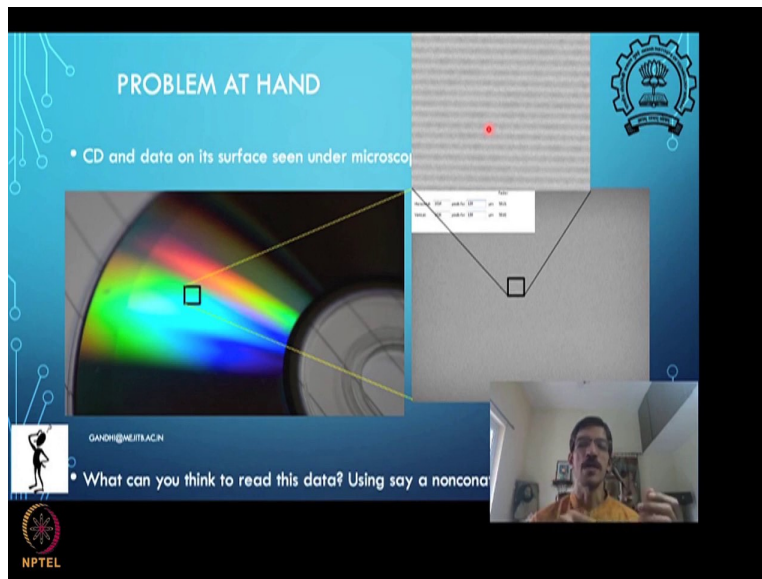 PROBLEM AT HAND
• CD and data on its surface seen under microscop
GANDHI@ME.IITB.AC.IN
• What can you think to read this data? Using say a nonconat
NPTEL